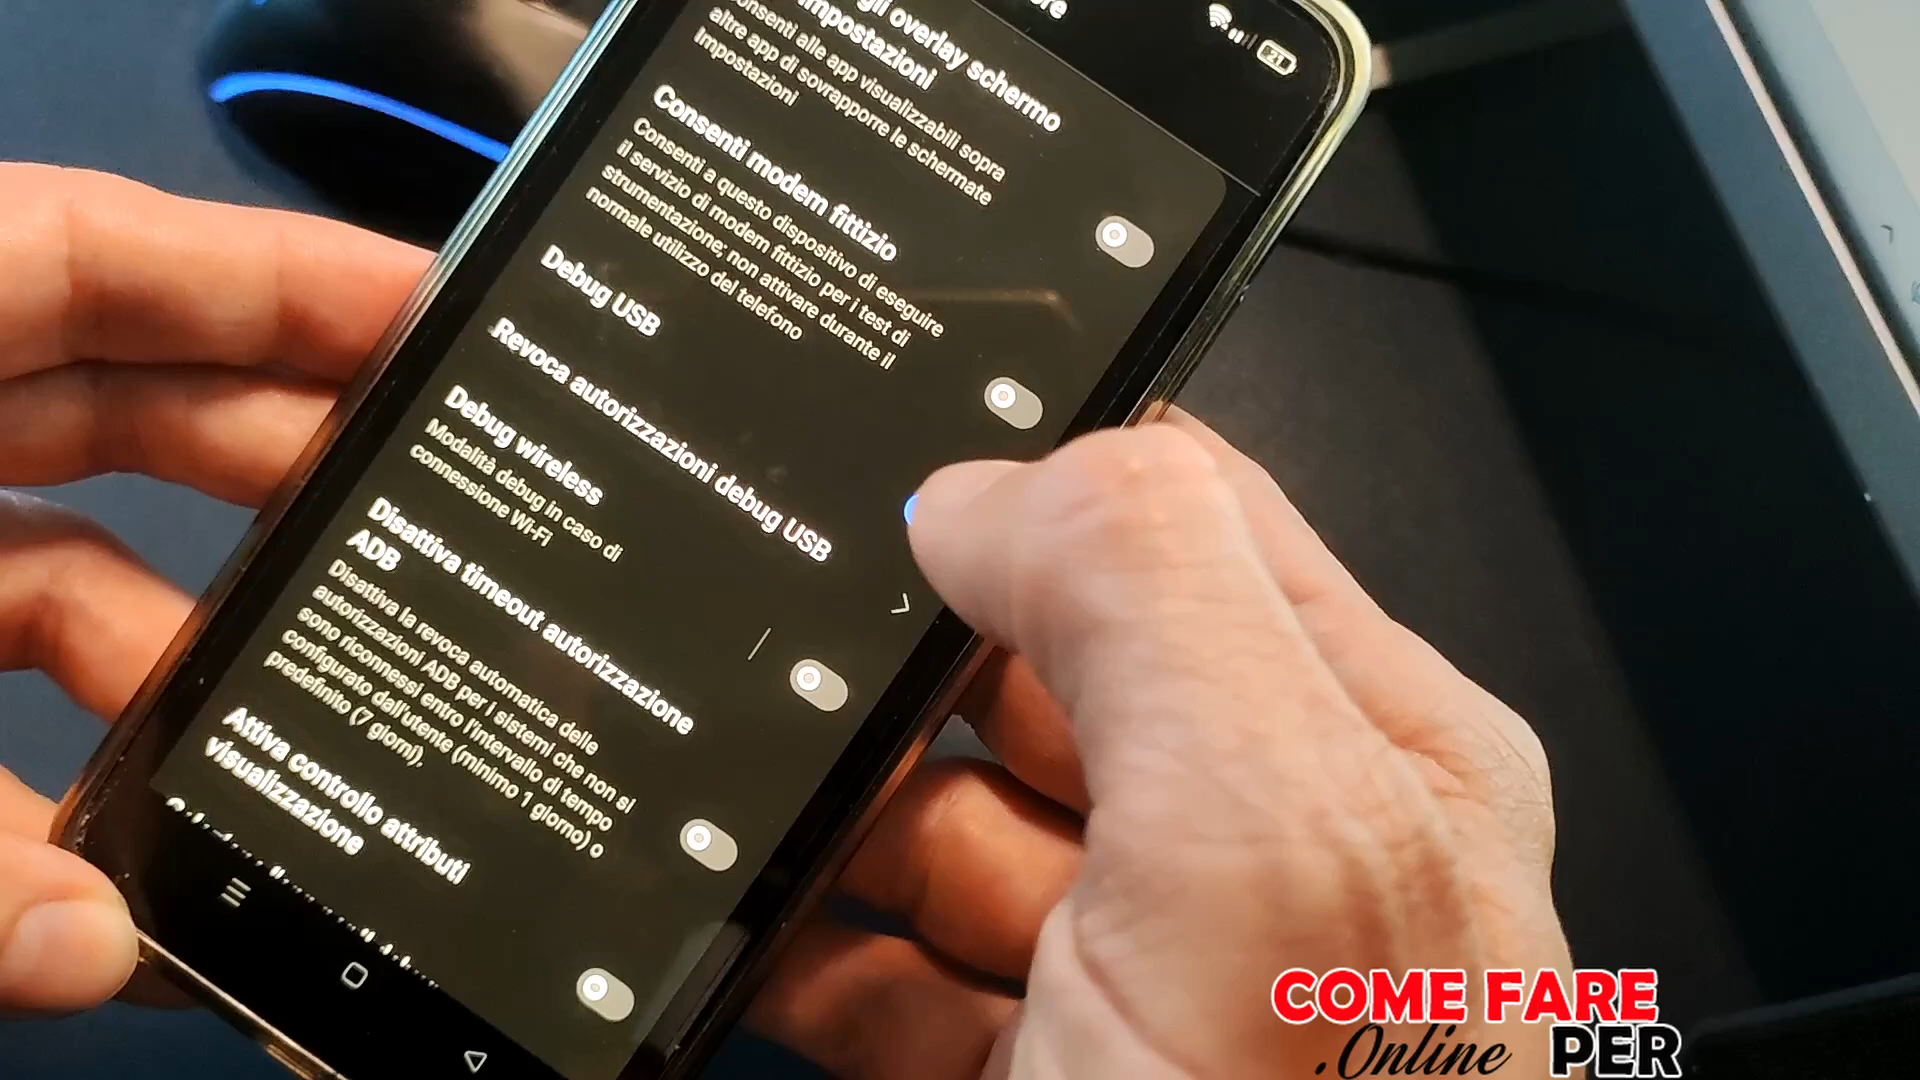 gli overlay schermo
impostazioni
consenti alle app visualizzabili sopra
altre app di sovrapporre le schermate
Impostazioni
Consenti modem fittizio
Consenti a questo dispositivo di eseguire
il servizio di modem fittizio per i test di
strumentazione; non attivare durante il
normale utilizzo del telefono
Debug USB
Revoca autorizzazioni debug USB
Debug wireless
Modalità debug in caso di
connessione Wi-Fi
Disattiva timeout autorizzazione
ADB
Disattiva la revoca automatica delle
autorizzazioni ADB per i sistemi che non si
sono riconnessi entro l'intervallo di tempo
configurato dall'utente (minimo 1 giorno) o
predefinito (7 giorni),
Attiva controllo attributi
visualizzazione
21
COME FARE
.Online PER